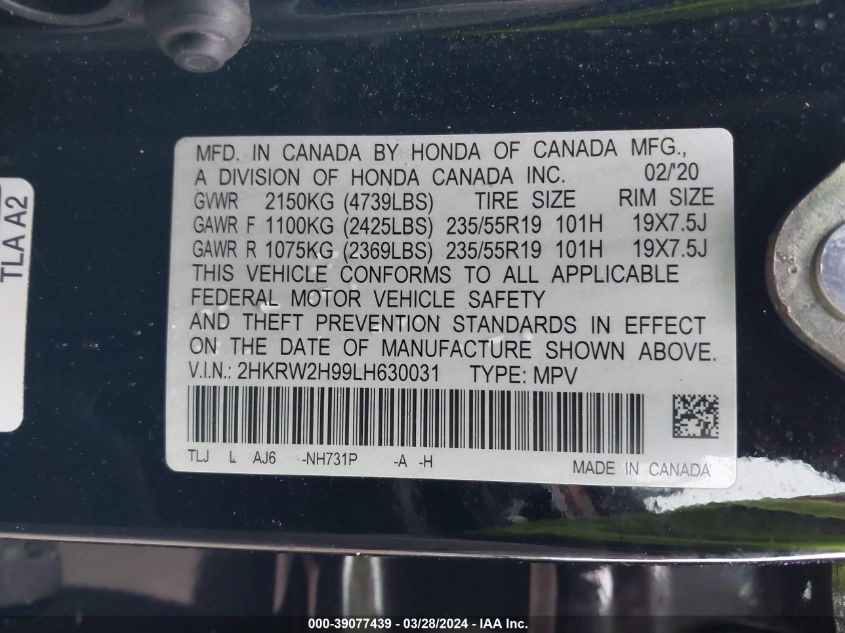 MFD. IN CANADA BY HONDA OF CANADA MFG.,
A DIVISION OF HONDA CANADA INC. 02/'20
GVWR 2150KG (4739LBS) TIRE SIZE RIM SIZE
GAWR F 1100KG (2425LBS) 235/55R19 101H 19X7.5J
GAWR R 1075KG (2369LBS) 235/55R19 101H 19X7.5J
THIS VEHICLE CONFORMS TO ALL APPLICABLE
FEDERAL MOTOR VEHICLE SAFETY
AND THEFT PREVENTION STANDARDS IN EFFECT
ON THE DATE OF MANUFACTURE SHOWN ABOVE.
V.I.N.: 2HKRW2H99LH630031 TYPE: MPV
TLJ L AJ6 -NH731P -A -H
MADE IN CANADA
TLA A2
000-39077439 - 03/28/2024 - IAA Inc.